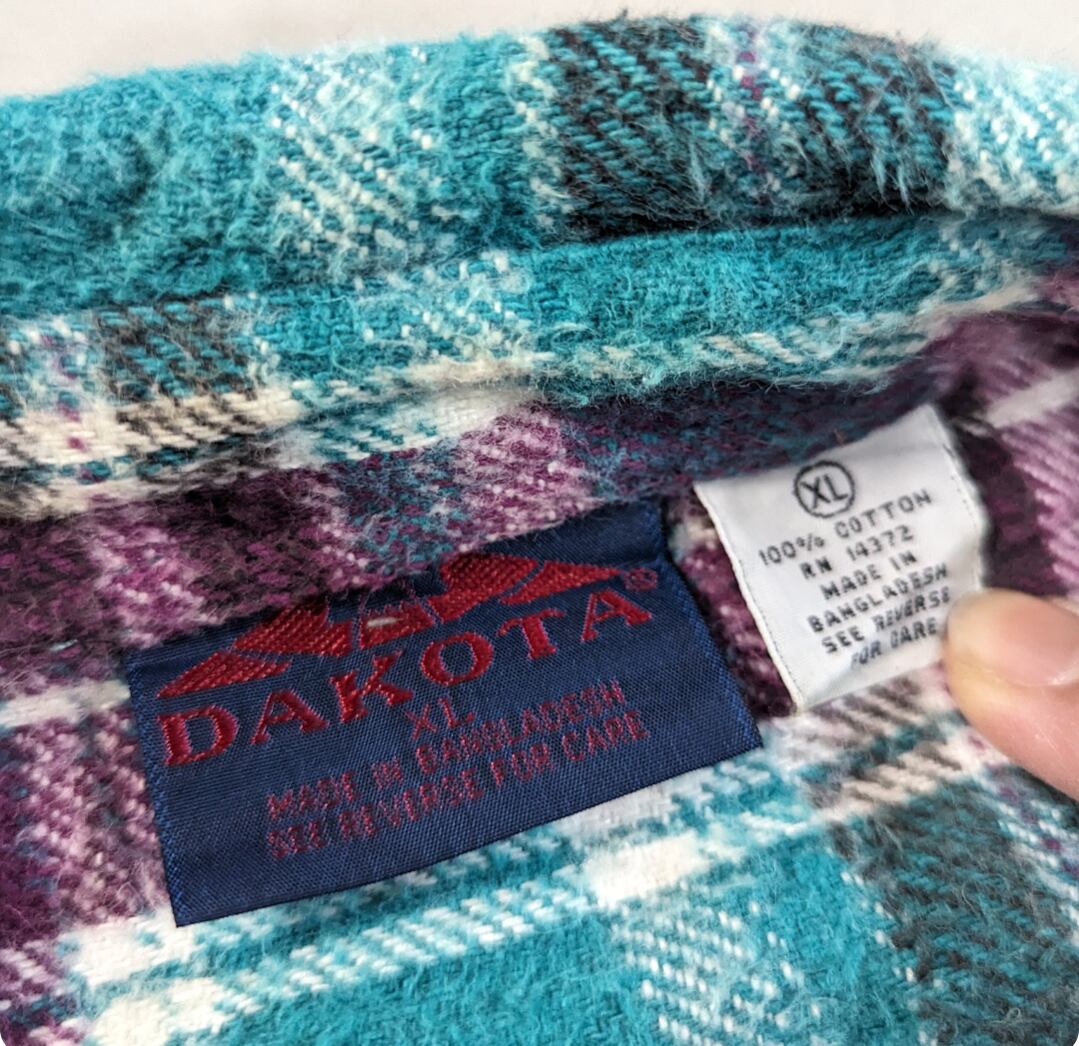 DAKOTA®
XL
MADE IN BANGLADESH
SEE REVERSE FOR CARE
XL
100% COTTON
RN 14372
MADE IN
BANGLADESH
SEE REVERSE
FOR CARE